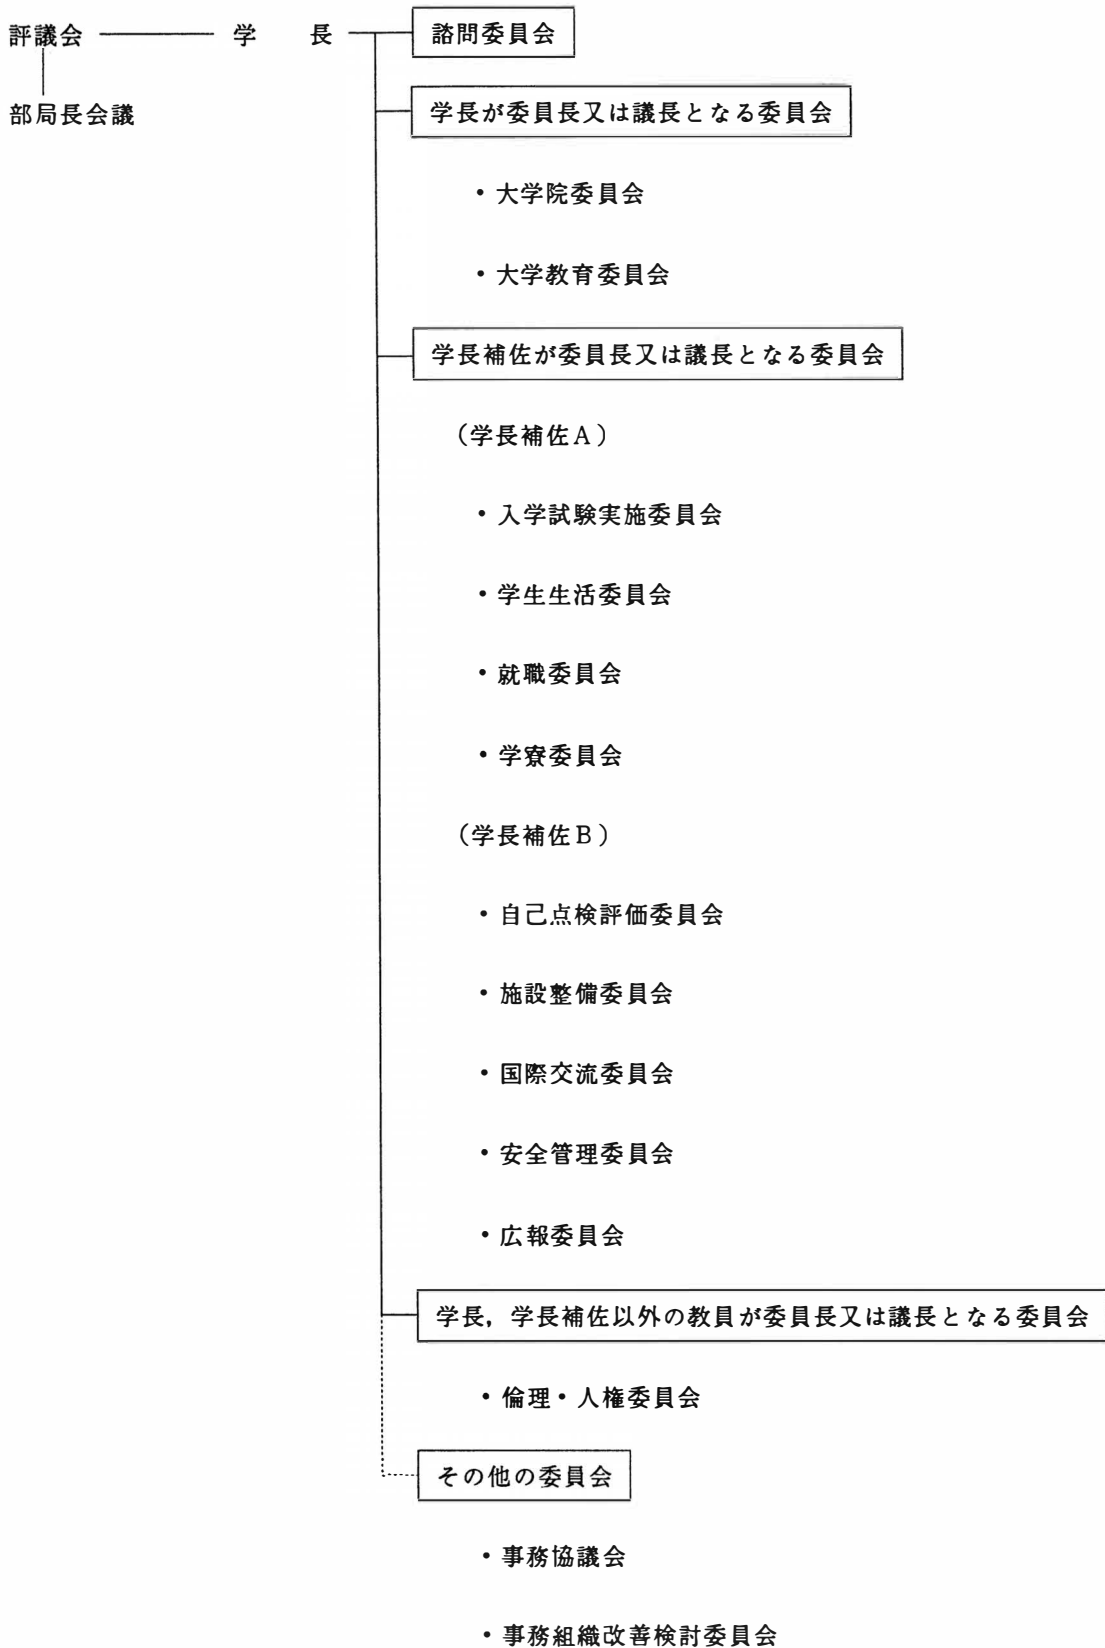 評議会 学 長 諮問委員会
部局長会議 学長が委員長又は議長となる委員会
・大学院委員会
・大学教育委員会
学長補佐が委員長又は議長となる委員会
（学長補佐Ａ）
・入学試験実施委員会
・学生生活委員会
・就職委員会
・学寮委員会
（学長補佐Ｂ）
・自己点検評価委員会
・施設整備委員会
・国際交流委員会
・安全管理委員会
・広報委員会
学長，学長補佐以外の教員が委員長又は議長となる委員会
・倫理・人権委員会
その他の委員会
・事務協議会
・事務組織改善検討委員会